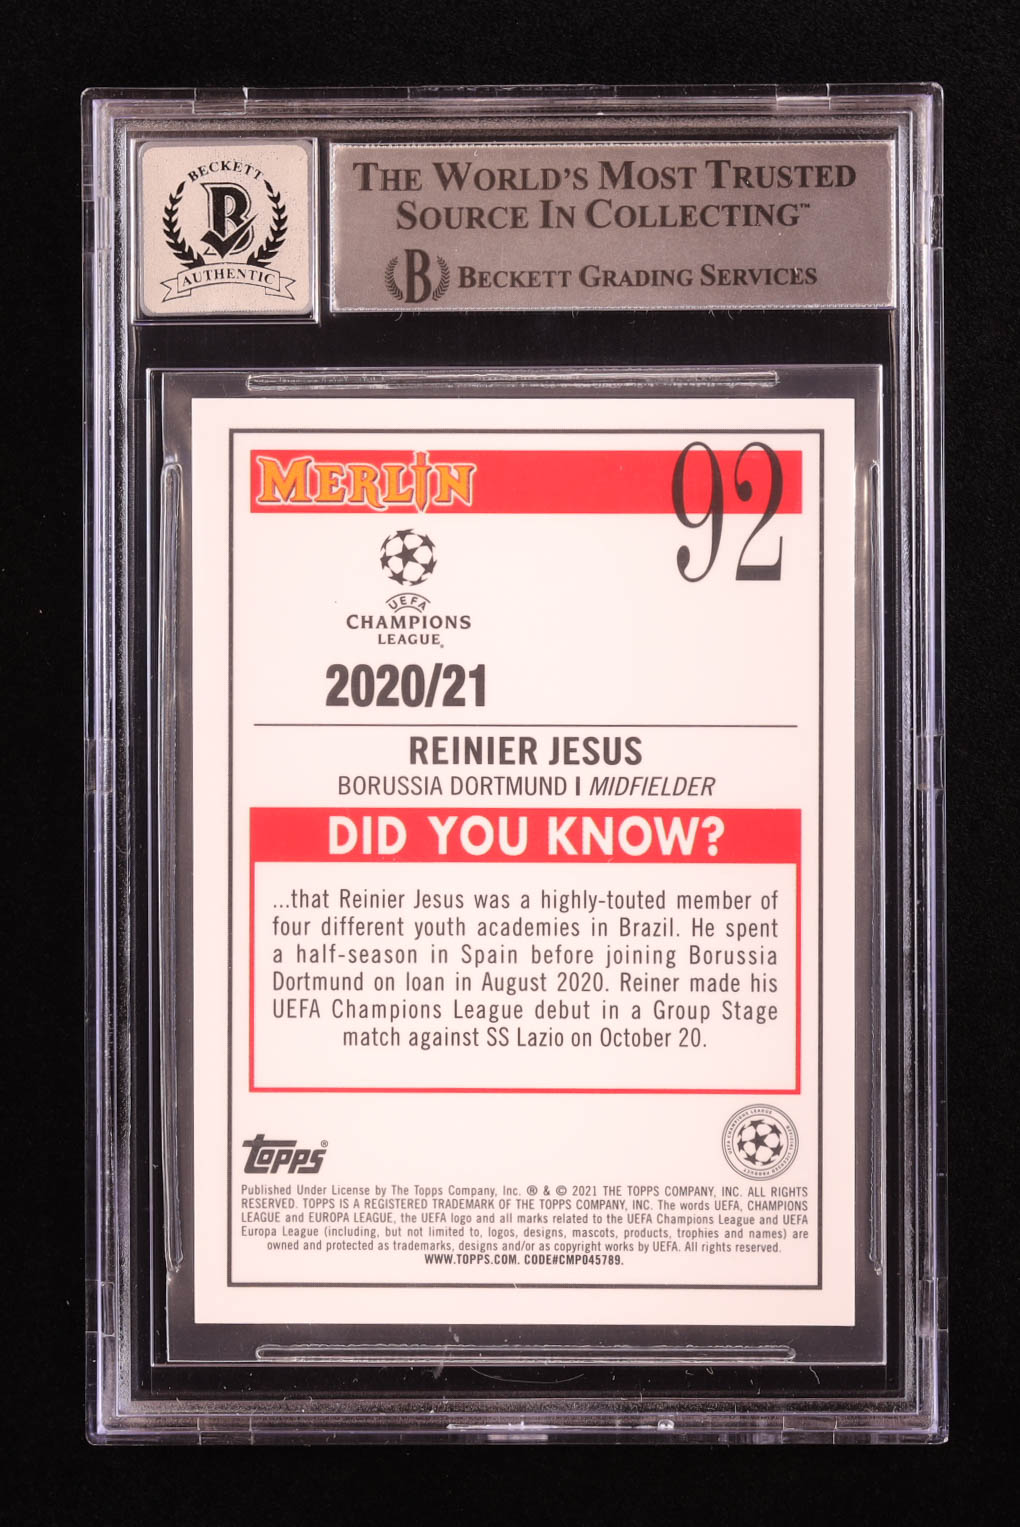 BECKETT
B
AUTHENTIC
THE WORLD'S MOST TRUSTED
SOURCE IN COLLECTING™
B BECKETT GRADING SERVICES
MERLIN
92
UEFA
CHAMPIONS
LEAGUE
2020/21
REINIER JESUS
BORUSSIA DORTMUND I MIDFIELDER
DID YOU KNOW?
...that Reinier Jesus was a highly-touted member of
four different youth academies in Brazil. He spent
a half-season in Spain before joining Borussia
Dortmund on loan in August 2020. Reiner made his
UEFA Champions League debut in a Group Stage
match against SS Lazio on October 20.
topps®
UEFA CHAMPIONS LEAGUE OFFICIAL LICENSED PRODUCT
Published Under License by The Topps Company, Inc. ® & © 2021 THE TOPPS COMPANY, INC. ALL RIGHTS
RESERVED. TOPPS IS A REGISTERED TRADEMARK OF THE TOPPS COMPANY, INC. The words UEFA, CHAMPIONS
LEAGUE and EUROPA LEAGUE, the UEFA logo and all marks related to the UEFA Champions League and UEFA
Europa League (including, but not limited to, logos, designs, mascots, products, trophies and names) are
owned and protected as trademarks, designs and/or as copyright works by UEFA. All rights reserved.
WWW.TOPPS.COM. CODE#CMP045789.